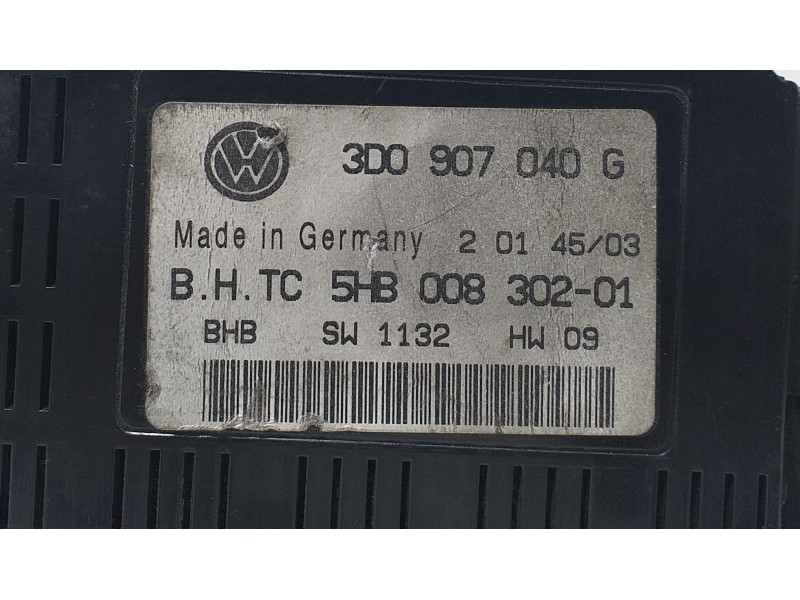 VW 3D0 907 040 G
Made in Germany 2 01 45/03
B.H.TC 5HB 008 302-01
BHB SW 1132 HW 09